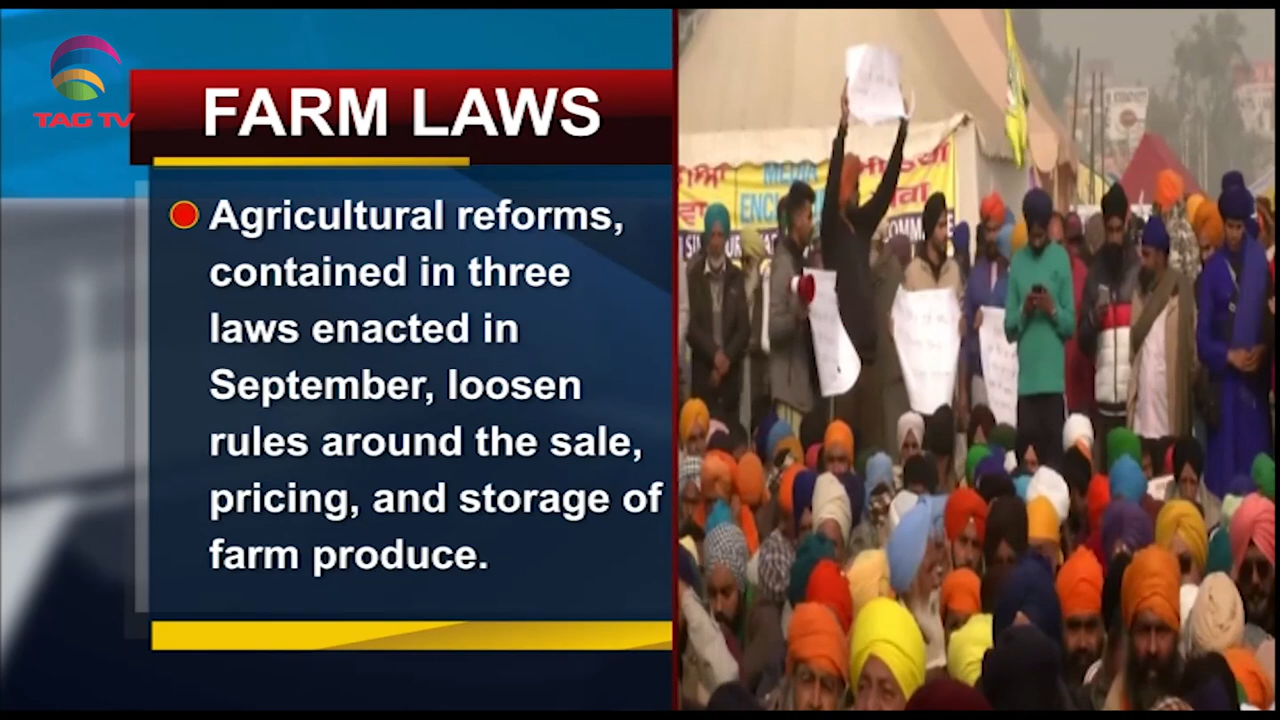 TAG TV
FARM LAWS
Agricultural reforms,
contained in three
laws enacted in
September, loosen
rules around the sale,
pricing, and storage of
farm produce.
MEDIA